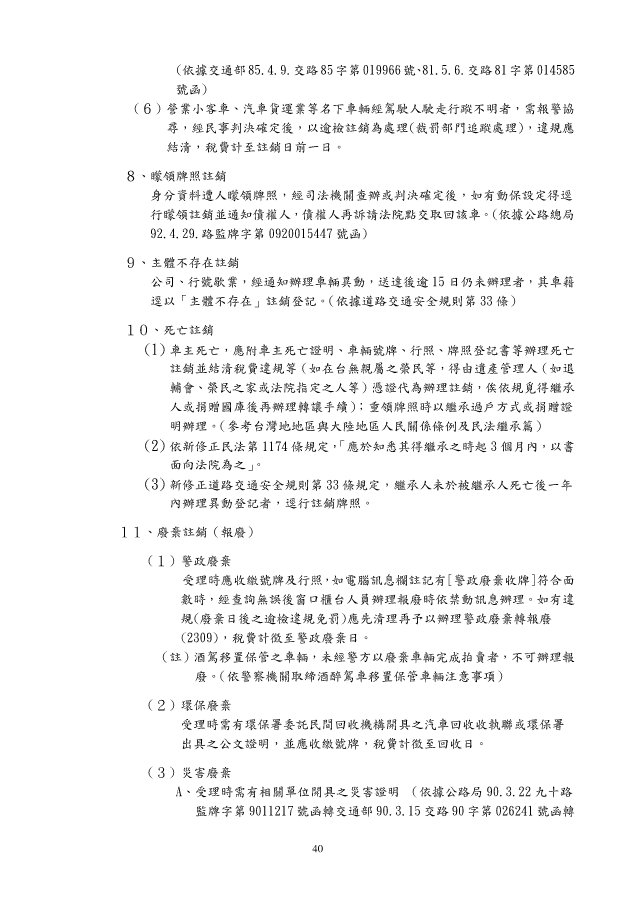 (依據交通部85.4.9.交路85字第019966號、81.5.6.交路81字第014585
號函)
(６)營業小客車、汽車貨運業等名下車輛經駕駛人駛走行蹤不明者，需報警協
尋，經民事判決確定後，以逾檢註銷為處理(裁罰部門追蹤處理)，違規應
結清，稅費計至註銷日前一日。
８、矇領牌照註銷
身分資料遭人矇領牌照，經司法機關查辦或判決確定後，如有動保設定得逕
行矇領註銷並通知債權人，債權人再訴請法院點交取回該車。(依據公路總局
92.4.29.路監牌字第 0920015447 號函)
９、主體不存在註銷
公司、行號歇業，經通知辦理車輛異動，送達後逾 15 日仍未辦理者，其車籍
逕以「主體不存在」註銷登記。(依據道路交通安全規則第 33 條)
１０、死亡註銷
(1)車主死亡，應附車主死亡證明、車輛號牌、行照、牌照登記書等辦理死亡
註銷並結清稅費違規等（如在台無親屬之榮民等，得由遺產管理人（如退
輔會、榮民之家或法院指定之人等）憑證代為辦理註銷，俟依規覓得繼承
人或捐贈國庫後再辦理轉讓手續)；重領牌照時以繼承過戶方式或捐贈證
明辦理。(參考台灣地地區與大陸地區人民關係條例及民法繼承篇)
(2)依新修正民法第 1174 條規定，「應於知悉其得繼承之時起 3 個月內，以書
面向法院為之」。
(3)新修正道路交通安全規則第 33 條規定，繼承人未於被繼承人死亡後一年
內辦理異動登記者，逕行註銷牌照。
１１、廢棄註銷（報廢）
（１）警政廢棄
受理時應收繳號牌及行照，如電腦訊息欄註記有[警政廢棄收牌]符合面
數時，經查詢無誤後窗口櫃台人員辦理報廢時依禁動訊息辦理。如有違
規(廢棄日後之逾檢違規免罰)應先清理再予以辦理警政廢棄轉報廢
(2309)，稅費計徵至警政廢棄日。
(註)酒駕移置保管之車輛，未經警方以廢棄車輛完成拍賣者，不可辦理報
廢。(依警察機關取締酒醉駕車移置保管車輛注意事項)
（２）環保廢棄
受理時需有環保署委託民間回收機構開具之汽車回收收執聯或環保署
出具之公文證明，並應收繳號牌，稅費計徵至回收日。
（３）災害廢棄
A、受理時需有相關單位開具之災害證明 （依據公路局 90.3.22 九十路
監牌字第 9011217 號函轉交通部 90.3.15 交路 90 字第 026241 號函轉
40